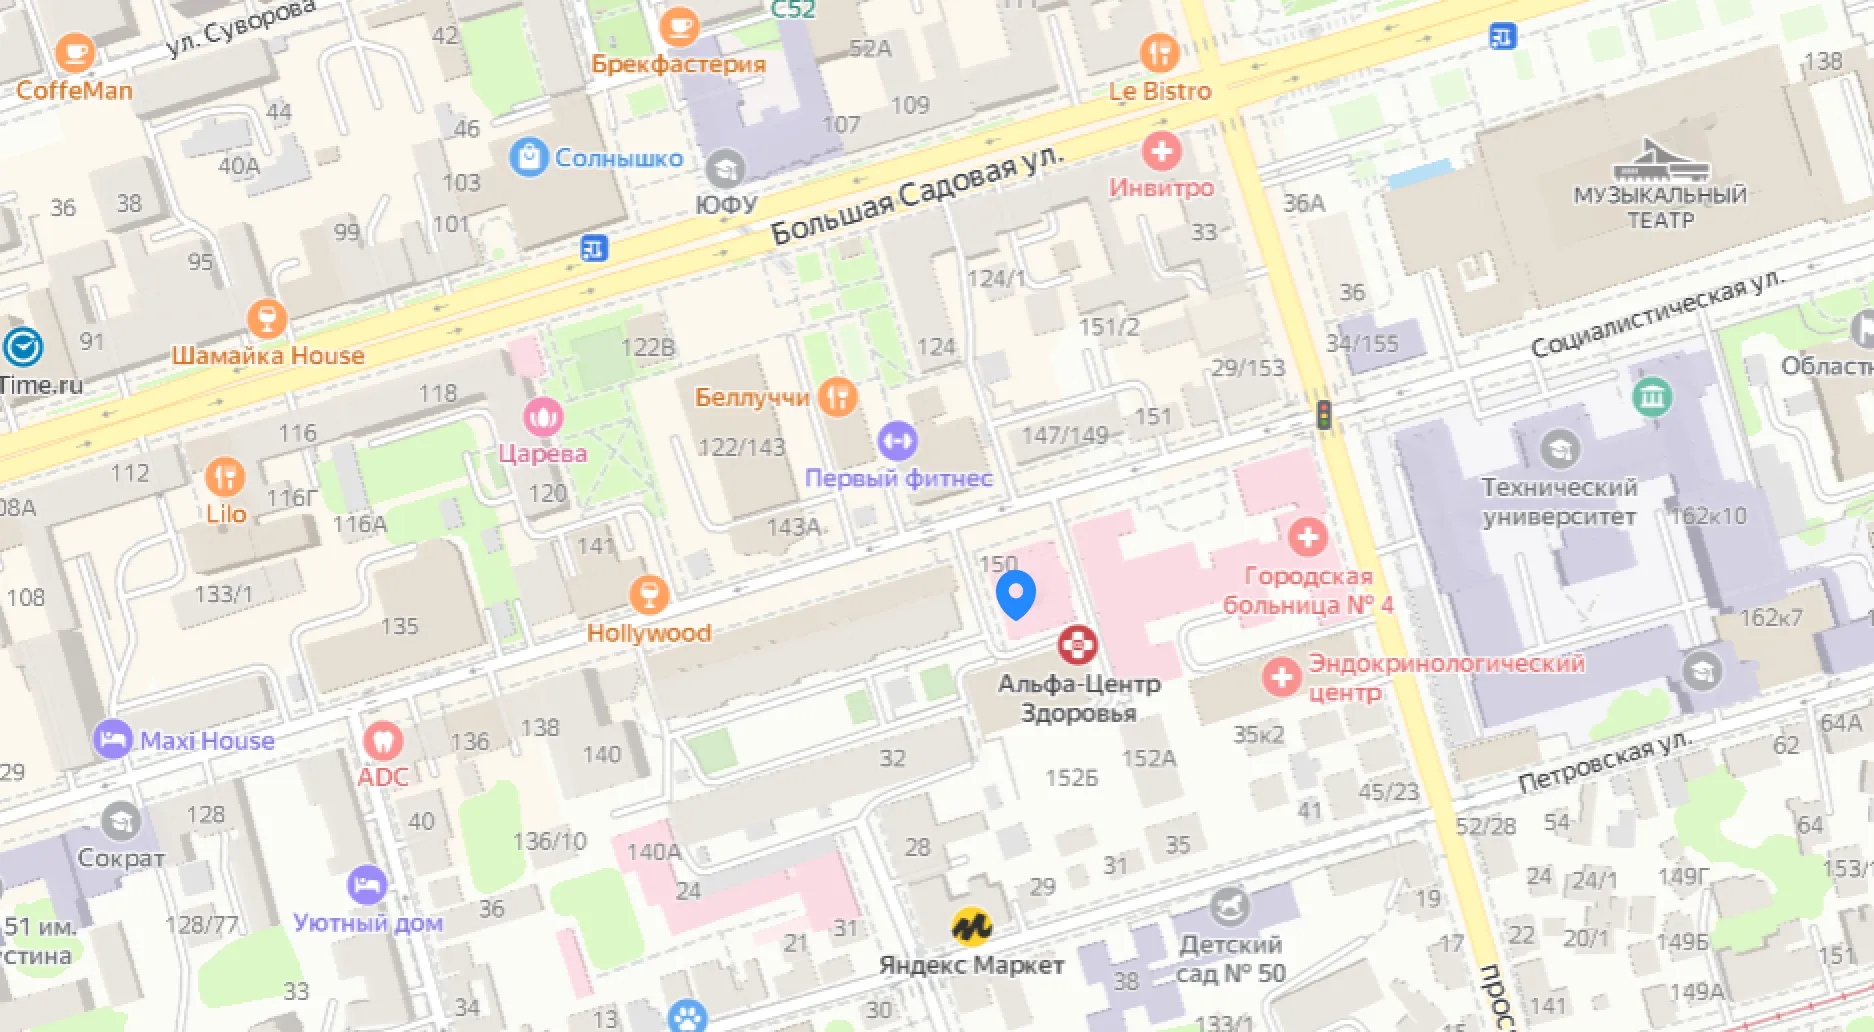 С52
111
42
ул. Суворова
52А
Брекфастерия
138
CoffeMan
Le Bistro
44
109
46
107
40А
Солнышко
103
Большая Садовая ул.
Инвитро
МУЗЫКАЛЬНЫЙ
ТЕАТР
36
38
ЮФУ
36А
101
99
33
95
124/1
36
Социалистическая ул.
151/2
91
Шамайка House
122В
124
34/155
Time.ru
29/153
Област
118
Беллуччи
116
151
147/149
112
Царева
122/143
Первый фитнес
Технический
университет
116Г
120
08А
Lilo
116А
143А
162к10
141
150
Городская
больница № 4
133/1
108
135
Hollywood
162к7
Эндокринологический
центр
Альфа-Центр
Здоровья
64А
138
35к2
136
Maxi House
140
32
152А
62
Петровская ул.
29
ADC
152Б
45/23
128
40
41
52/28
54
64
136/10
140А
28
35
Сократ
31
153/1
24
29
24
24/1
149Г
36
19
128/77
Уютный дом
31
51 им.
устина
21
22
20/1
149Б
17
Яндекс Маркет
Детский
сад № 50
151
38
33
149А
34
13
30
141
133/1
15
прос